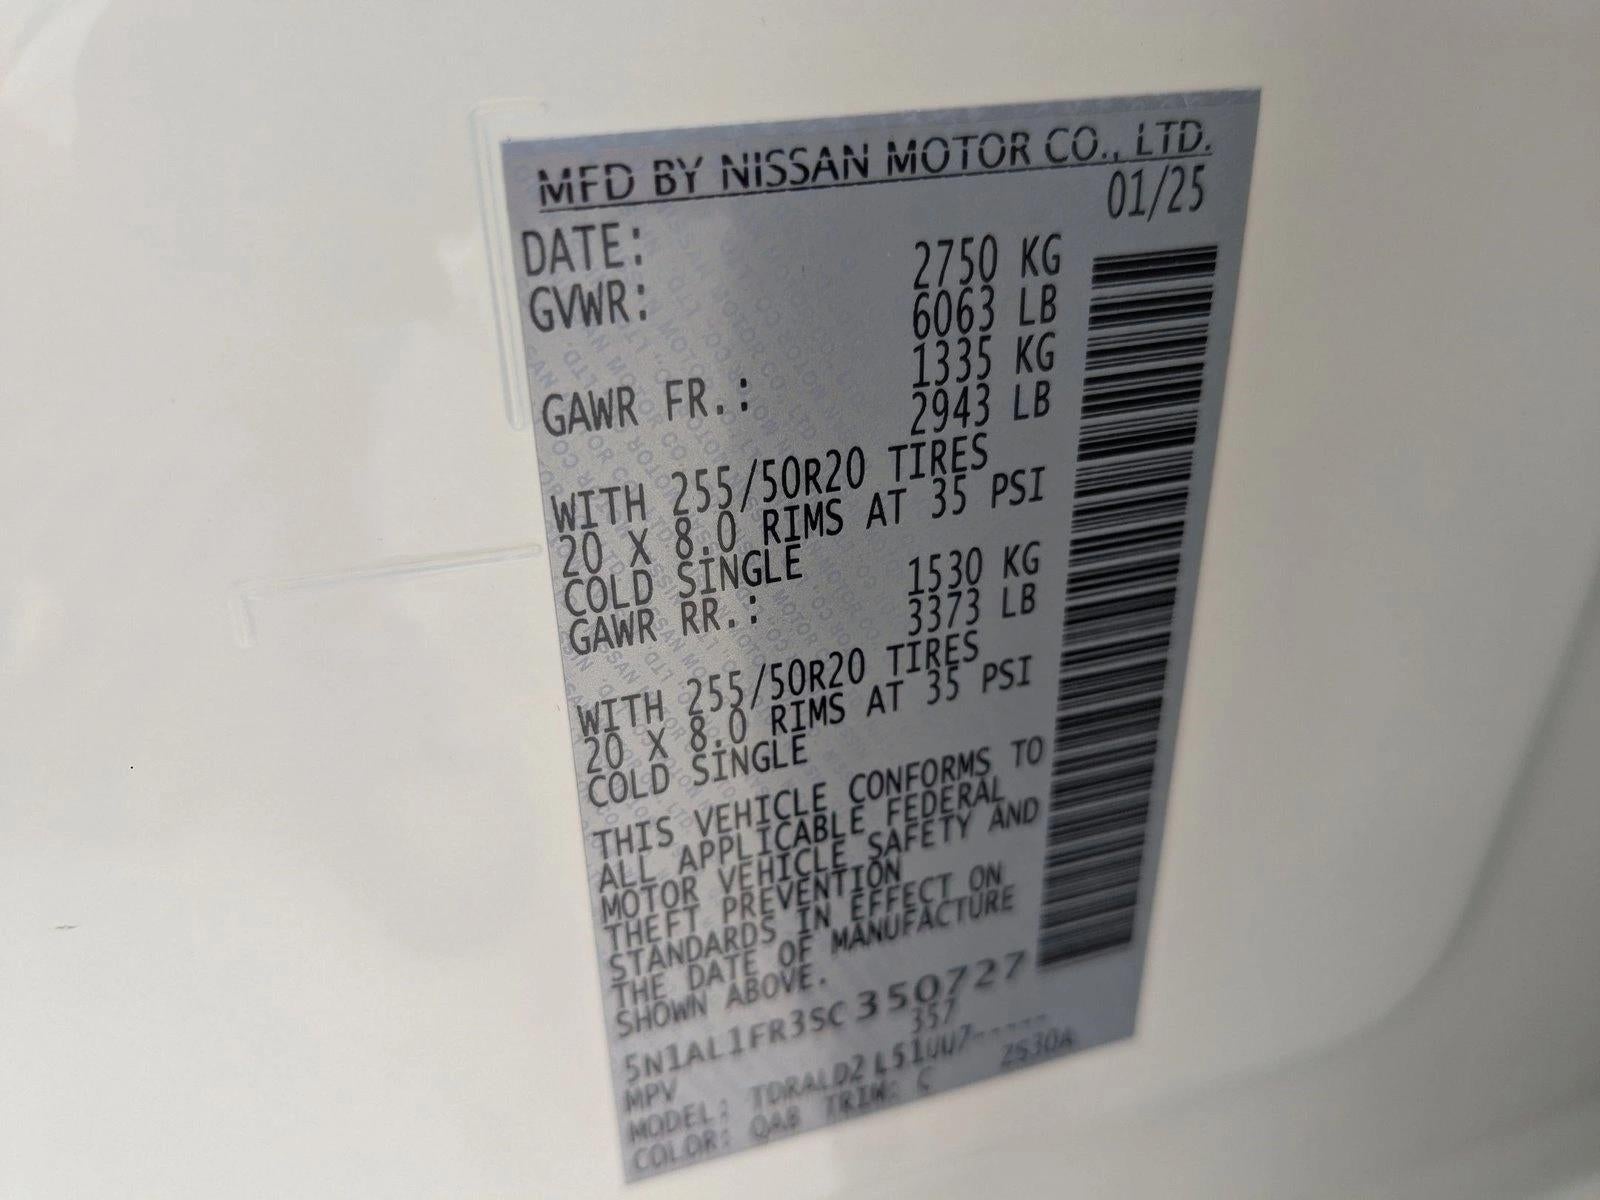 MFD BY NISSAN MOTOR CO., LTD.
DATE: 01/25
GVWR: 2750 KG
6063 LB
GAWR FR.: 1335 KG
2943 LB
WITH 255/50R20 TIRES
20 X 8.0 RIMS AT 35 PSI
COLD SINGLE
GAWR RR.: 1530 KG
3373 LB
WITH 255/50R20 TIRES
20 X 8.0 RIMS AT 35 PSI
COLD SINGLE
THIS VEHICLE CONFORMS TO
ALL APPLICABLE FEDERAL
MOTOR VEHICLE SAFETY AND
THEFT PREVENTION
STANDARDS IN EFFECT ON
THE DATE OF MANUFACTURE
SHOWN ABOVE.
5N1AL1FR3SC350727
MPV 357
MODEL: TDRALD2 L51UU7-----
COLOR: QAB TRIM: C 2S30A